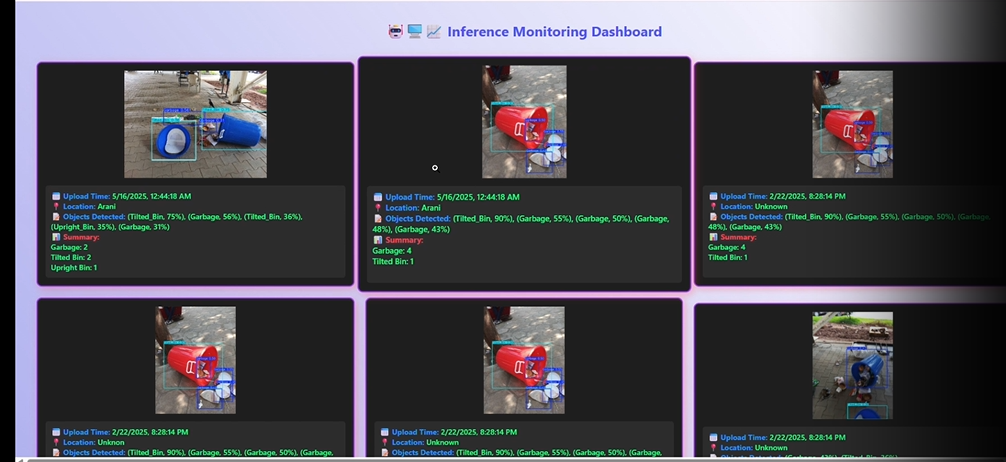 Inference Monitoring Dashboard
Upload Time: 5/16/2025, 12:44:18 AM
Location: Arani
Objects Detected: (Tilted_Bin, 75%), (Garbage, 56%), (Tilted_Bin, 36%),
(Upright_Bin, 35%), (Garbage, 31%)
Summary:
Garbage: 2
Tilted Bin: 2
Upright Bin: 1
Upload Time: 5/16/2025, 12:44:18 AM
Location: Arani
Objects Detected: (Tilted_Bin, 90%), (Garbage, 55%), (Garbage, 50%), (Garbage,
48%), (Garbage, 43%)
Summary:
Garbage: 4
Tilted Bin: 1
Upload Time: 2/22/2025, 8:28:14 PM
Location: Unknown
Objects Detected: (Tilted_Bin, 90%), (Garbage, 55%), (Garbage, 50%), (Garbage,
48%), (Garbage, 43%)
Summary:
Garbage: 4
Tilted Bin: 1
Upload Time: 2/22/2025, 8:28:14 PM
Location: Unknon
Objects Detected: (Tilted_Bin, 90%), (Garbage, 55%), (Garbage, 50%), (Garbage,
Upload Time: 2/22/2025, 8:28:14 PM
Location: Unknown
Objects Detected: (Tilted_Bin, 90%), (Garbage, 55%), (Garbage, 50%), (Garbage,
Upload Time: 2/22/2025, 8:28:14 PM
Location: Unknown